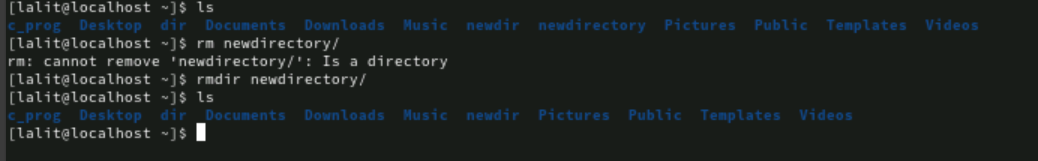 [lalit@localhost ~]$ ls
c_prog  Desktop  dir  Documents  Downloads  Music  newdir  newdirectory  Pictures  Public  Templates  Videos
[lalit@localhost ~]$ rm newdirectory/
rm: cannot remove 'newdirectory/': Is a directory
[lalit@localhost ~]$ rmdir newdirectory/
[lalit@localhost ~]$ ls
c_prog  Desktop  dir  Documents  Downloads  Music  newdir  Pictures  Public  Templates  Videos
[lalit@localhost ~]$